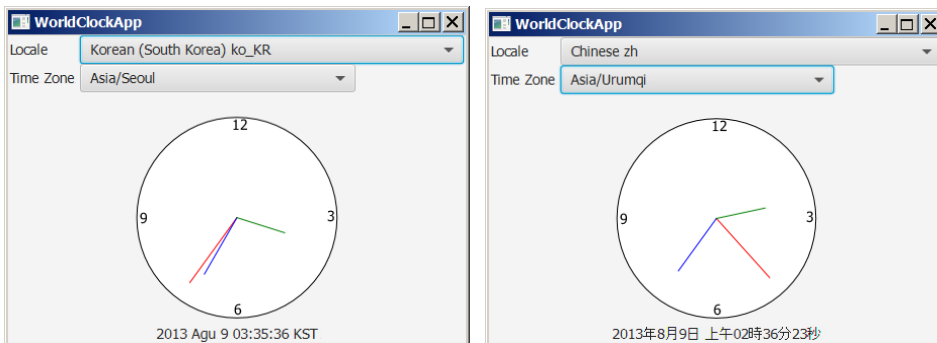 WorldClockApp
Locale Korean (South Korea) ko_KR
Time Zone Asia/Seoul
12
9 3
6
2013 Agu 9 03:35:36 KST
WorldClockApp
Locale Chinese zh
Time Zone Asia/Urumqi
12
9 3
6
2013年8月9日 上午02時36分23秒